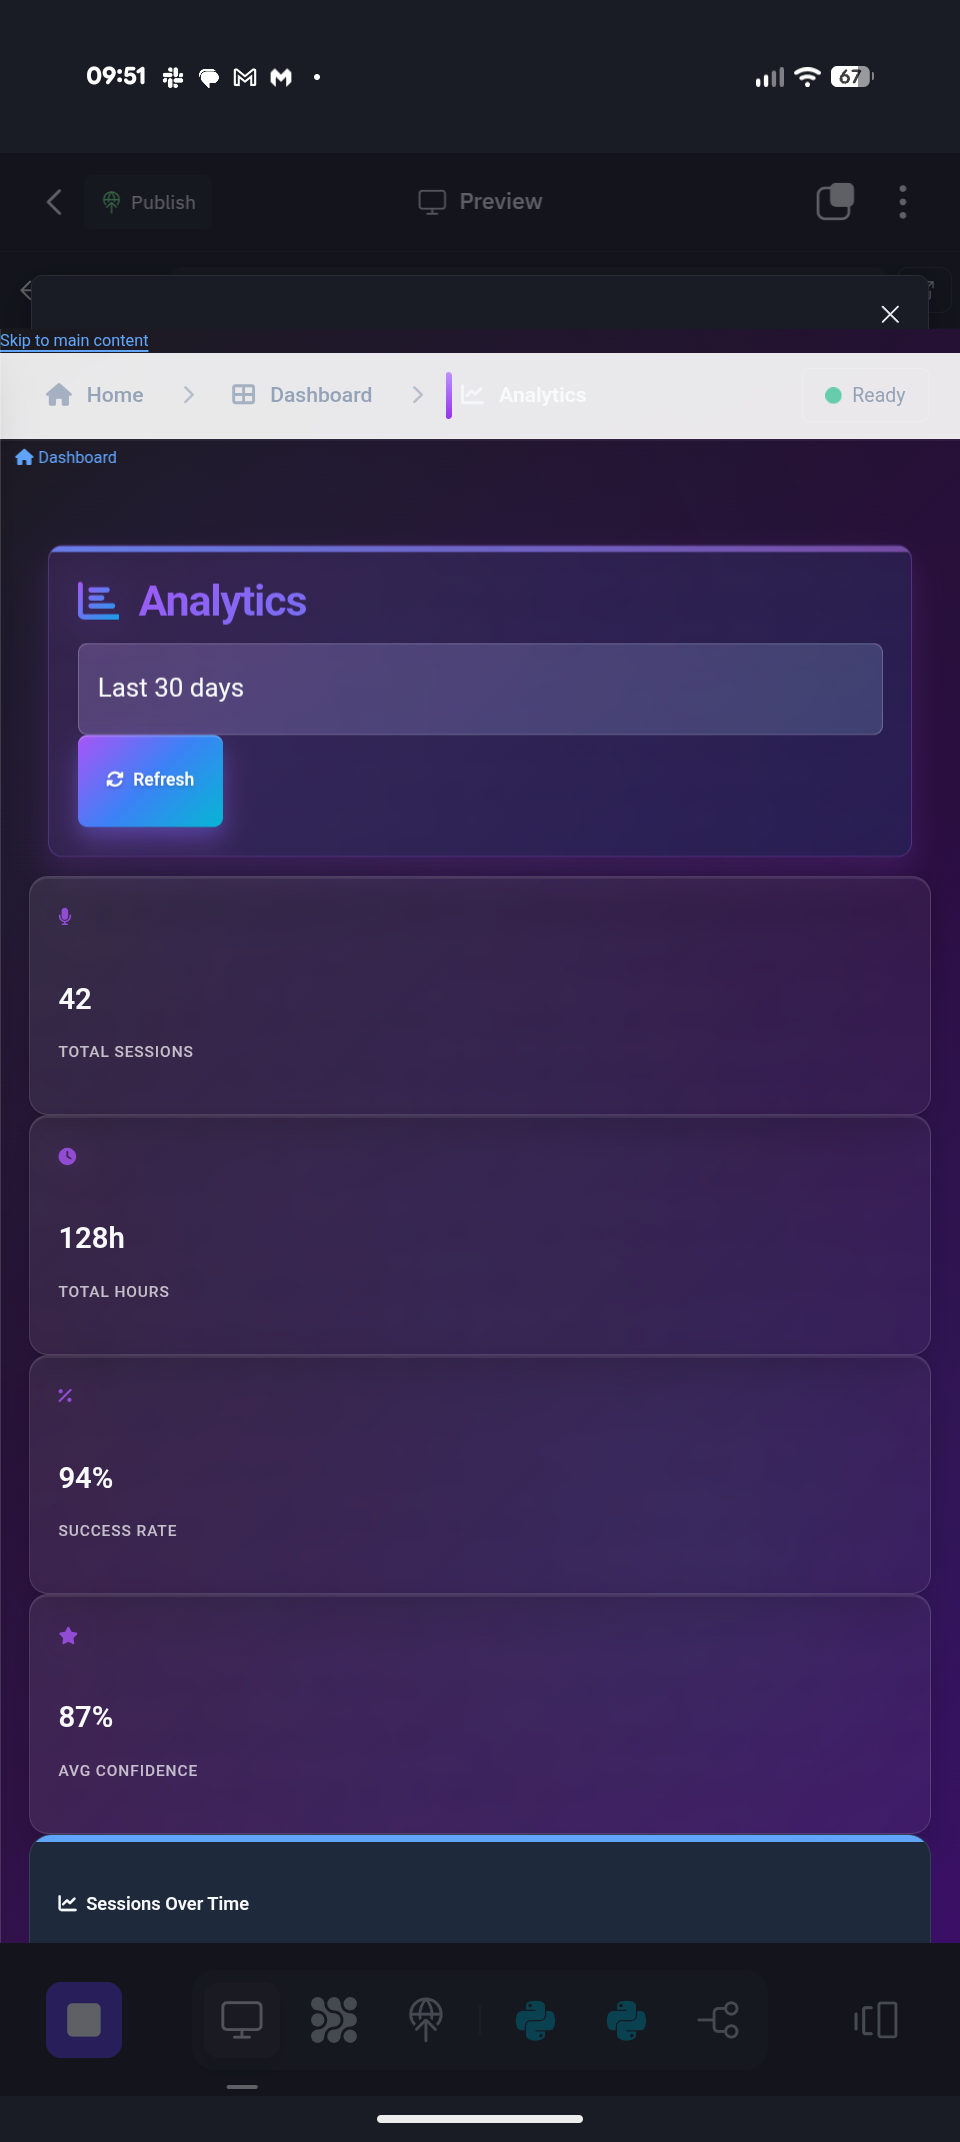 09:51
67
Publish
Preview
Skip to main content
Home
Dashboard
Analytics
Ready
Dashboard
Analytics
Last 30 days
Refresh
42
TOTAL SESSIONS
128h
TOTAL HOURS
94%
SUCCESS RATE
87%
AVG CONFIDENCE
Sessions Over Time